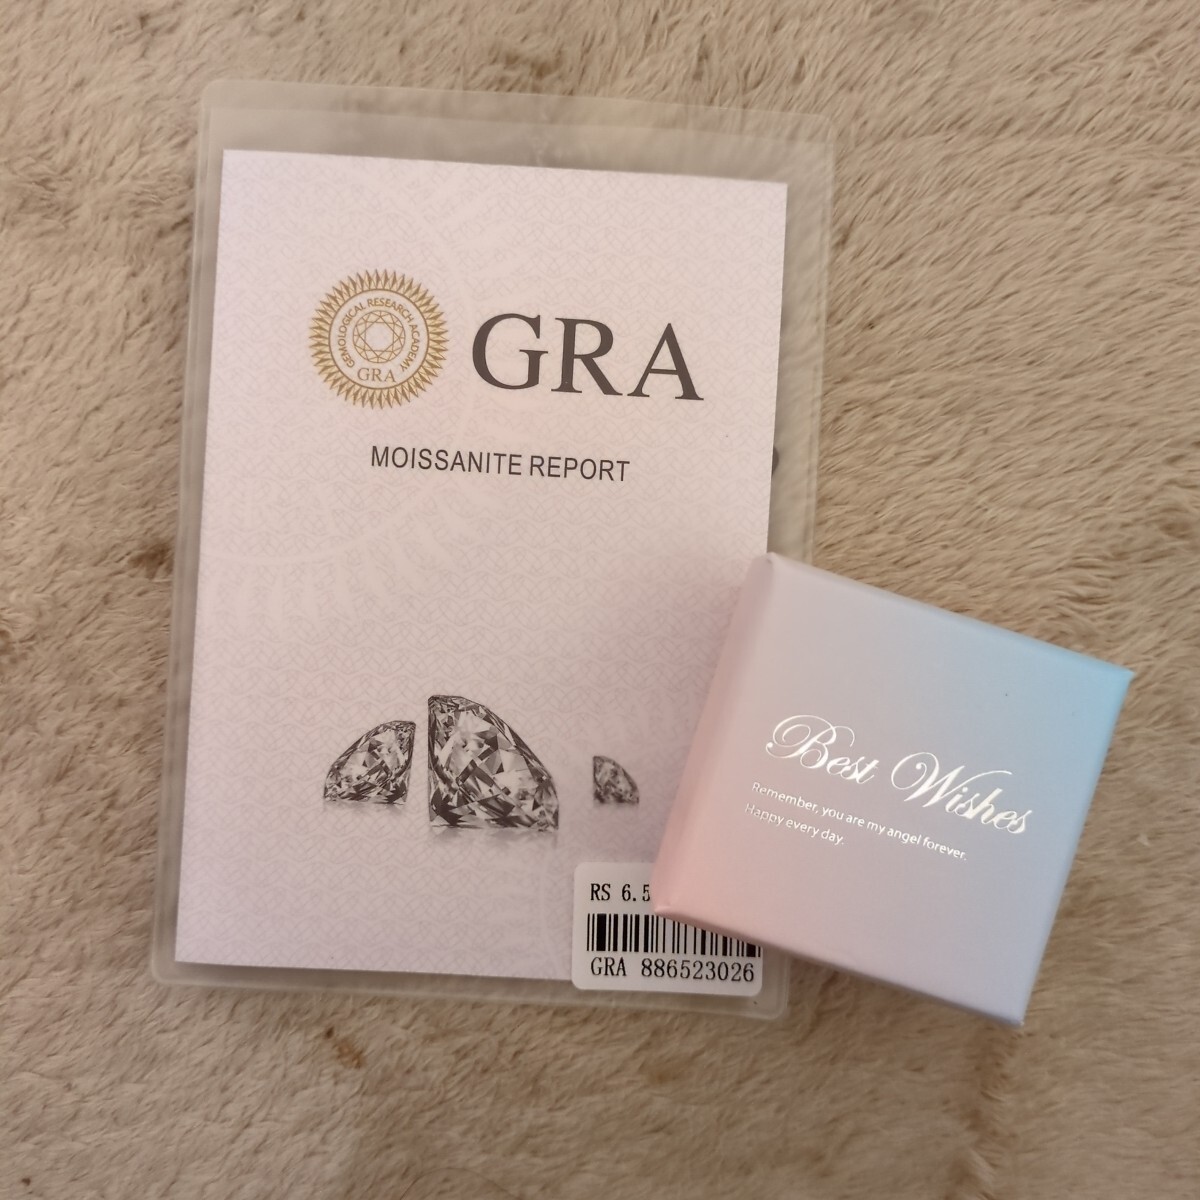 GEMOLOGICAL RESEARCH ACADEMY
GRA
GRA
MOISSANITE REPORT
Best Wishes
Remember, you are my angel forever.
Happy every day.
RS 6.5
GRA 886523026